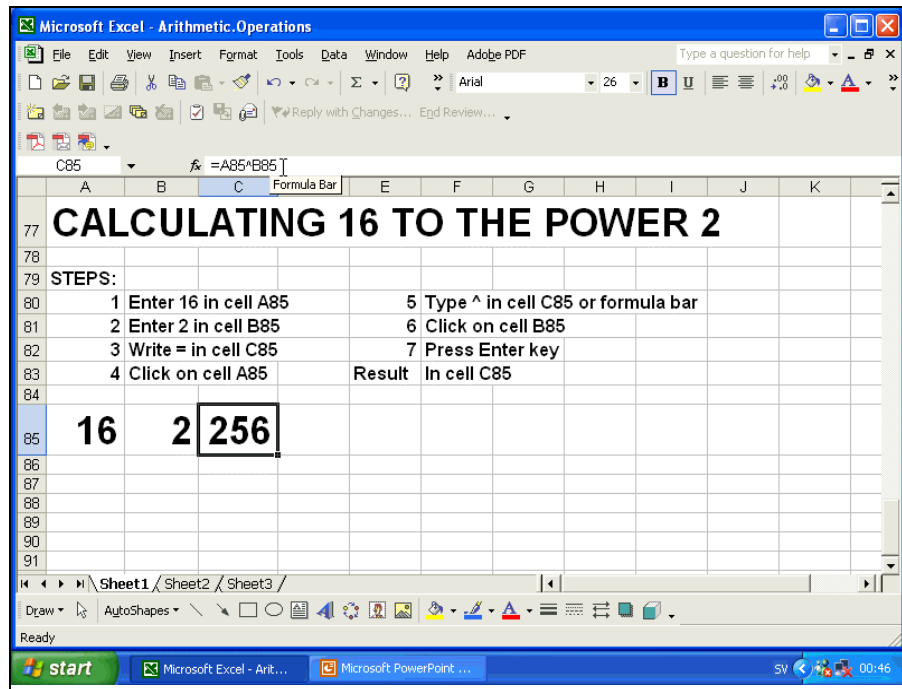 Microsoft Excel - Arithmetic.Operations
File Edit View Insert Format Tools Data Window Help Adobe PDF Type a question for help
Arial 26 B U
Reply with Changes... End Review...
C85 fx =A85^B85
Formula Bar
A B C E F G H I J K
77 CALCULATING 16 TO THE POWER 2
78
79 STEPS:
80 1 Enter 16 in cell A85 5 Type ^ in cell C85 or formula bar
81 2 Enter 2 in cell B85 6 Click on cell B85
82 3 Write = in cell C85 7 Press Enter key
83 4 Click on cell A85 Result In cell C85
84
85 16 2 256
86
87
88
89
90
91
Sheet1 Sheet2 Sheet3
Draw AutoShapes
Ready
start Microsoft Excel - Arit... Microsoft PowerPoint ... SV 00:46